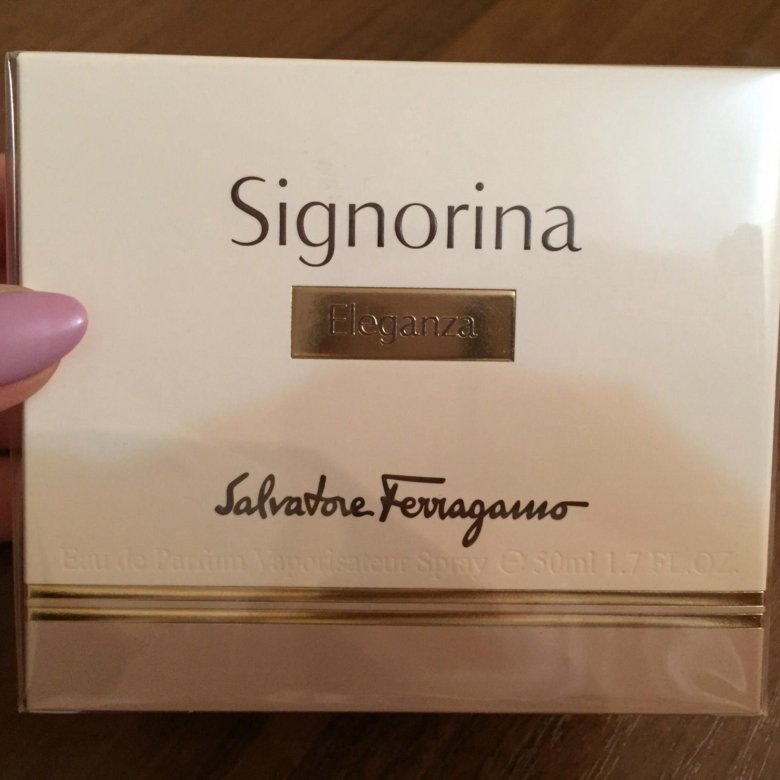 Signorina
Eleganza
Salvatore Ferragamo
Eau de Parfum Vaporisateur Spray ℮ 50ml 1.7 FL.OZ.